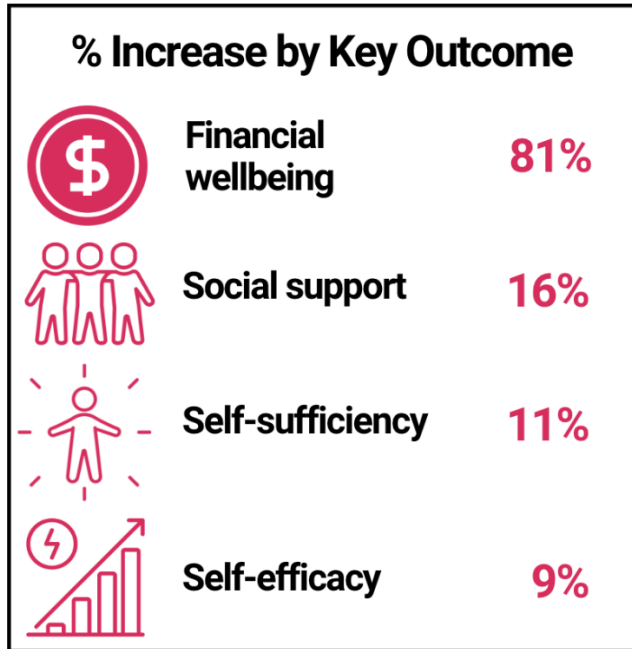 % Increase by Key Outcome
$
Financial
wellbeing
81%
Social support
16%
Self-sufficiency
11%
Self-efficacy
9%